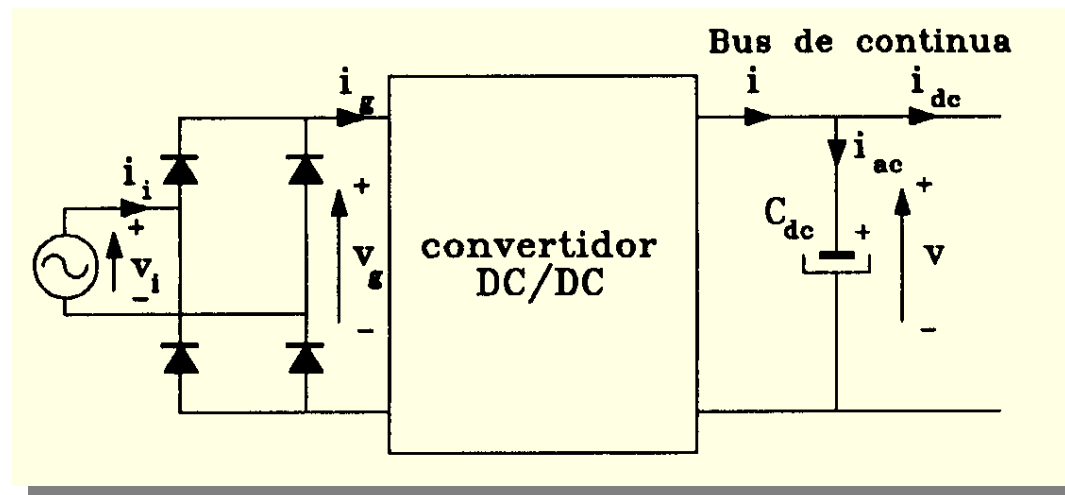 Bus de continua
i_g
i
i_dc
i_i
i_ac
+
+
+
C_dc
+
v_i
v_g
convertidor
DC/DC
v
-
-
-